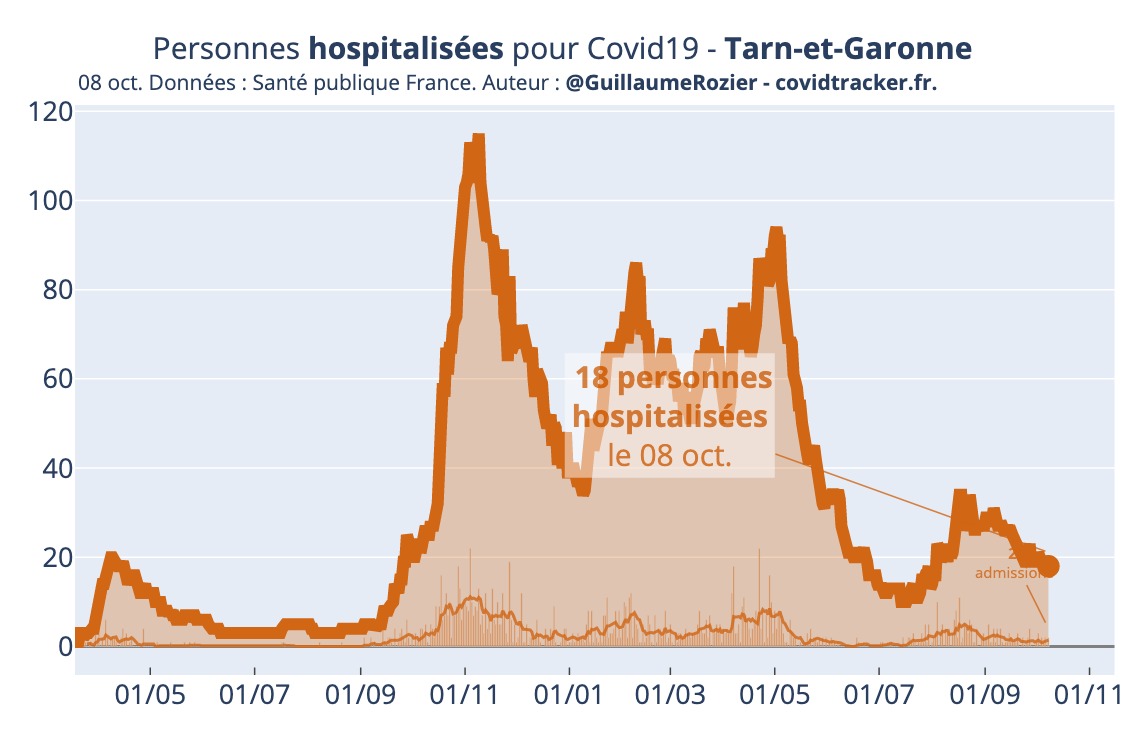 Personnes hospitalisées pour Covid19 - Tarn-et-Garonne
08 oct. Données : Santé publique France. Auteur : @GuillaumeRozier - covidtracker.fr.
120
100
80
60
40
20
0
18 personnes
hospitalisées
le 08 oct.
admission
01/05
01/07
01/09
01/11
01/01
01/03
01/05
01/07
01/09
01/11